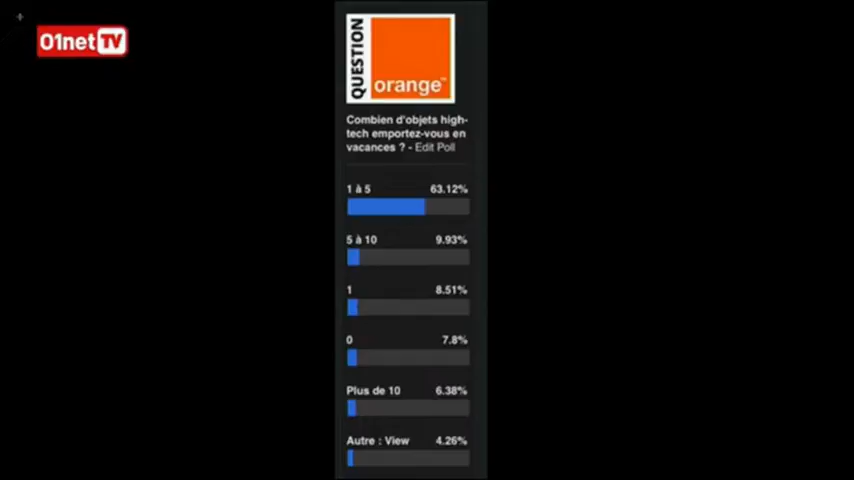 01net TV
QUESTION
orange™
Combien d'objets high-
tech emportez-vous en
vacances ? - Edit Poll
1 à 5 63.12%
5 à 10 9.93%
1 8.51%
0 7.8%
Plus de 10 6.38%
Autre : View 4.26%